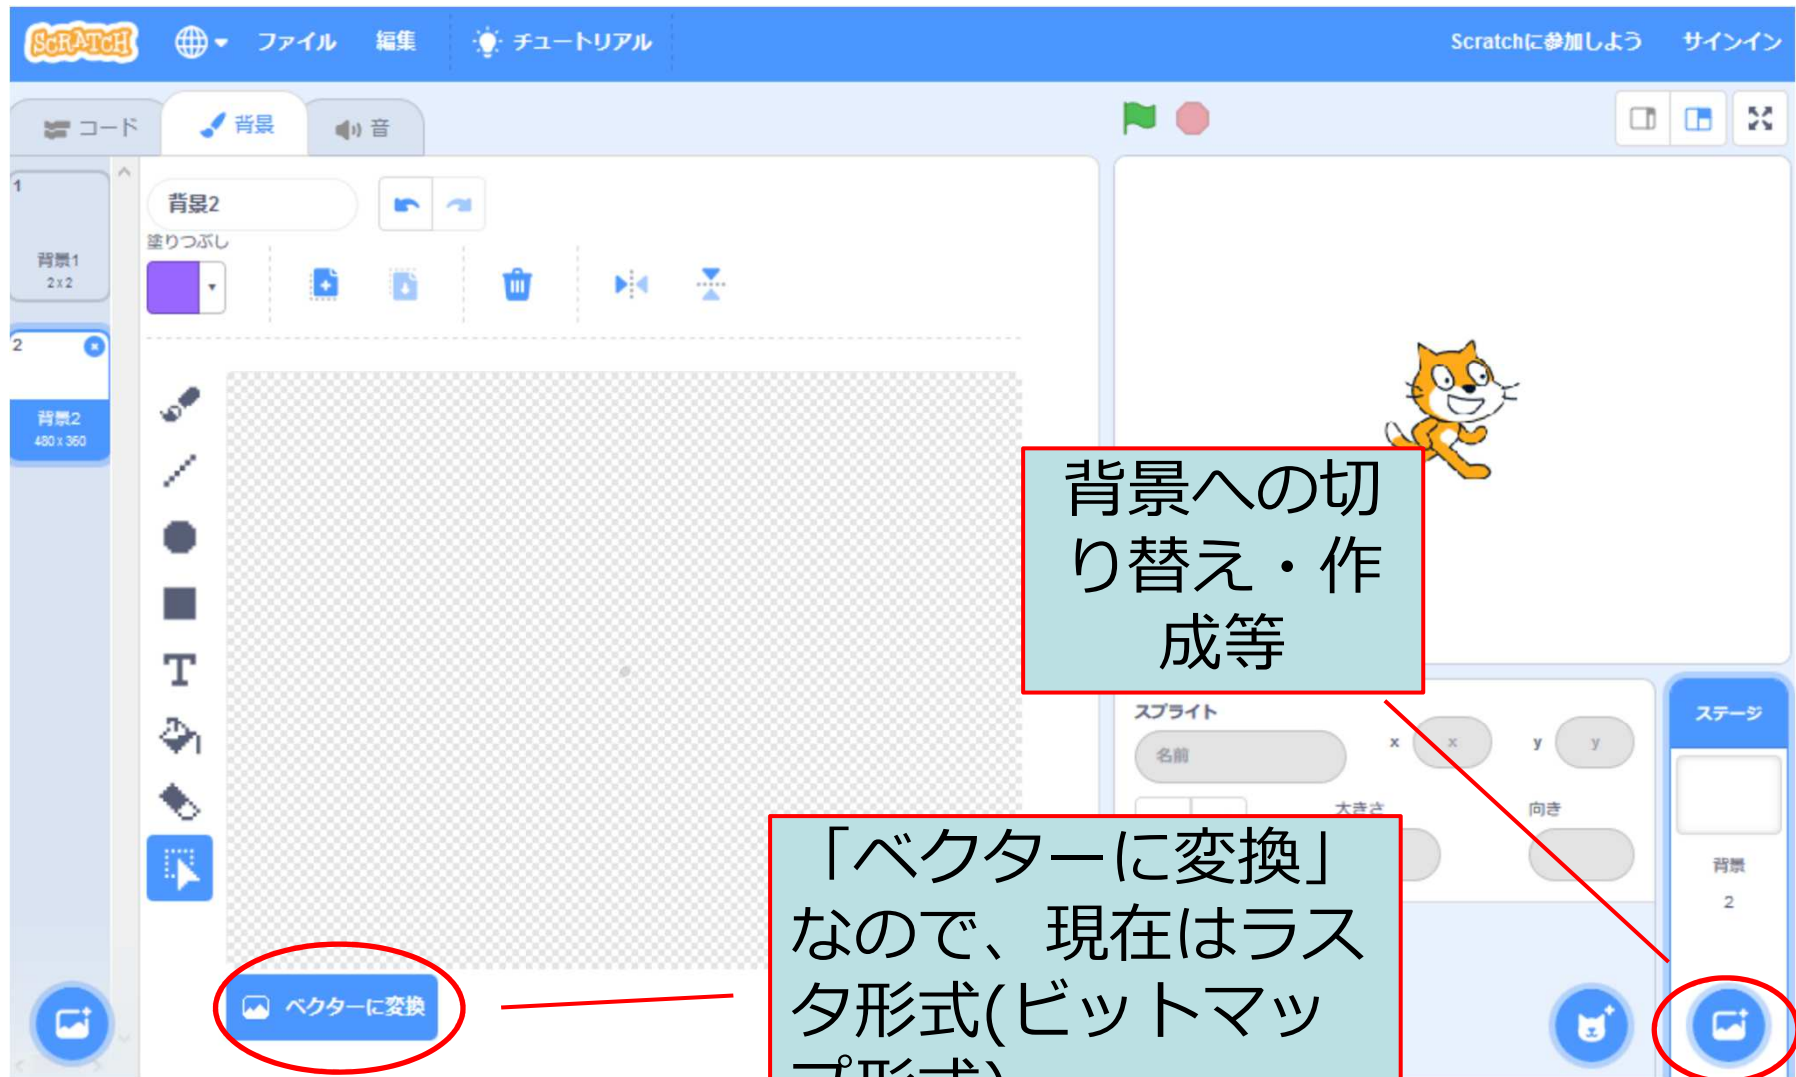 SCRATCH
ファイル 編集 チュートリアル Scratchに参加しよう サインイン
コード 背景 音
1
背景1
2x2
2
背景2
480 x 360
背景2
塗りつぶし
T
ベクターに変換
背景への切
り替え・作
成等
スプライト
名前
x x y y
大きさ 向き
ステージ
背景
2
「ベクターに変換」
なので、現在はラス
タ形式(ビットマッ
プ形式)